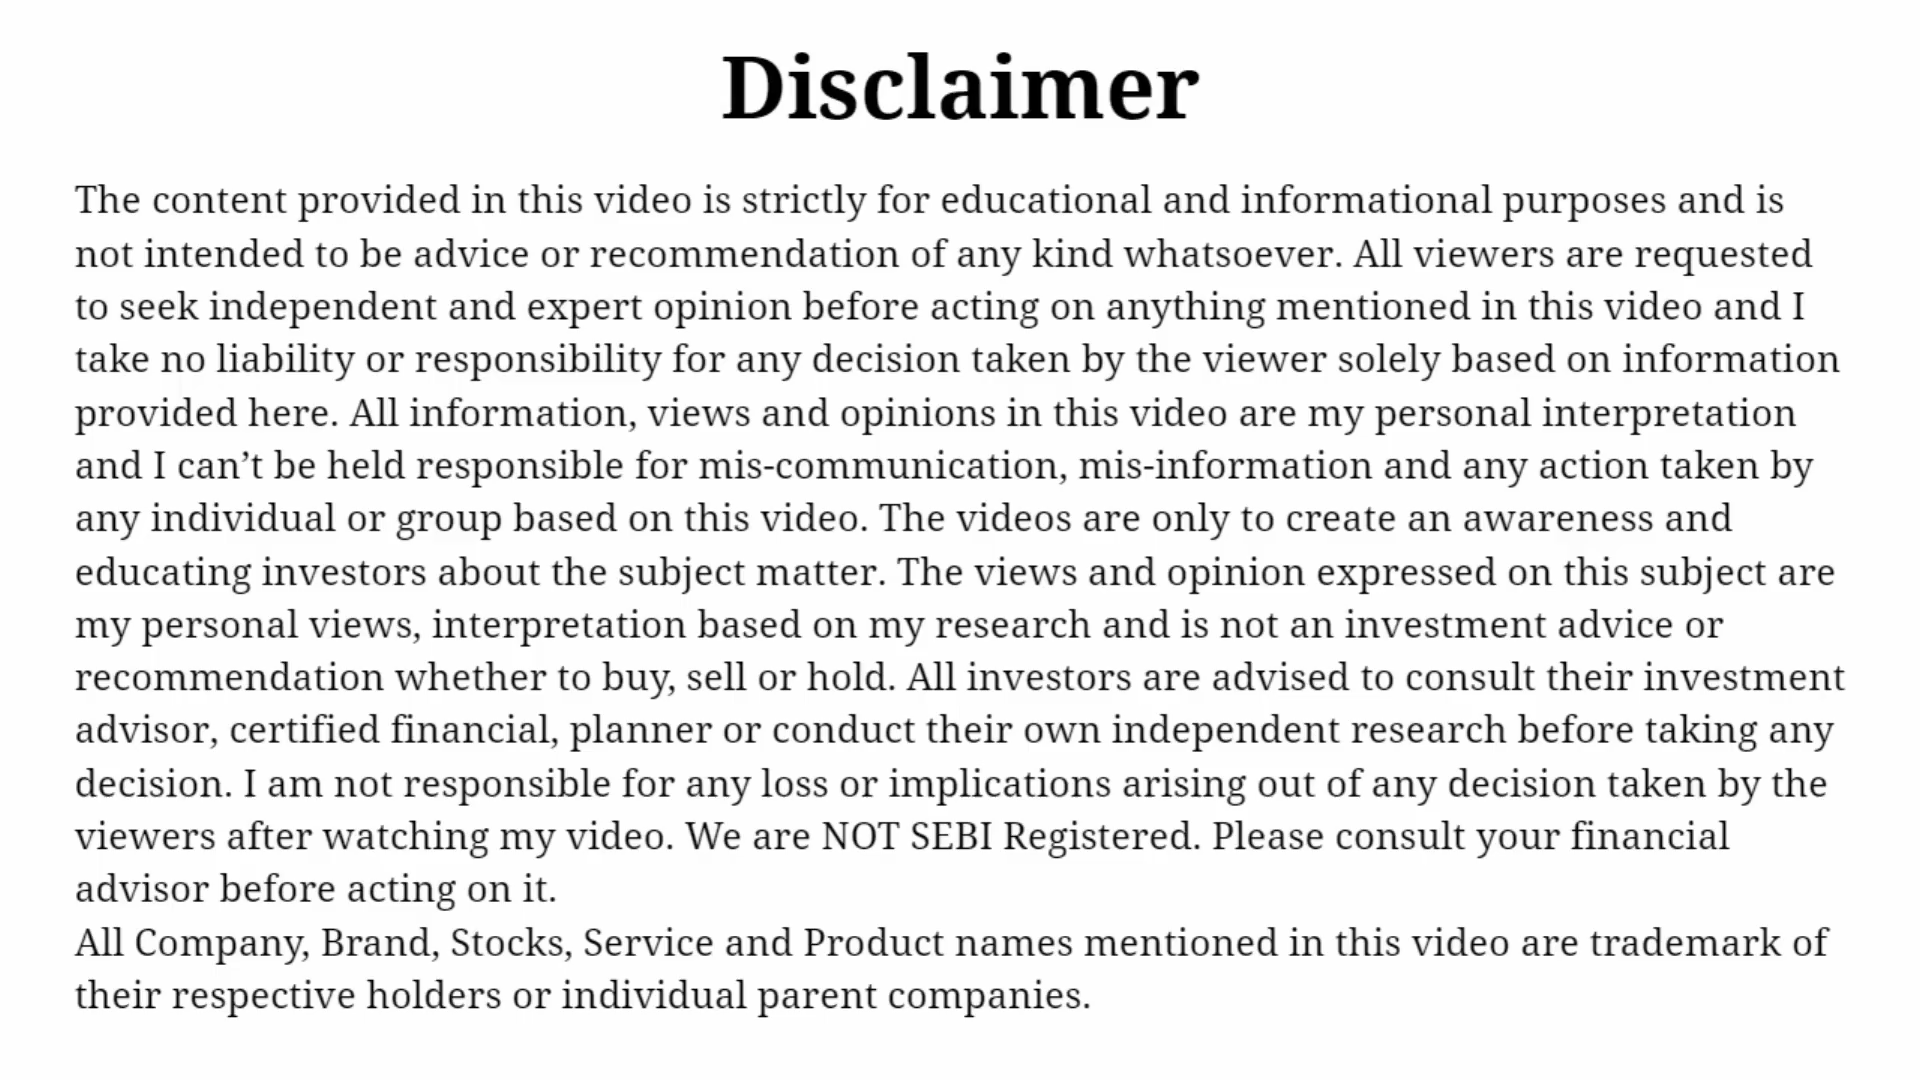 Disclaimer
The content provided in this video is strictly for educational and informational purposes and is
not intended to be advice or recommendation of any kind whatsoever. All viewers are requested
to seek independent and expert opinion before acting on anything mentioned in this video and I
take no liability or responsibility for any decision taken by the viewer solely based on information
provided here. All information, views and opinions in this video are my personal interpretation
and I can’t be held responsible for mis-communication, mis-information and any action taken by
any individual or group based on this video. The videos are only to create an awareness and
educating investors about the subject matter. The views and opinion expressed on this subject are
my personal views, interpretation based on my research and is not an investment advice or
recommendation whether to buy, sell or hold. All investors are advised to consult their investment
advisor, certified financial, planner or conduct their own independent research before taking any
decision. I am not responsible for any loss or implications arising out of any decision taken by the
viewers after watching my video. We are NOT SEBI Registered. Please consult your financial
advisor before acting on it.
All Company, Brand, Stocks, Service and Product names mentioned in this video are trademark of
their respective holders or individual parent companies.